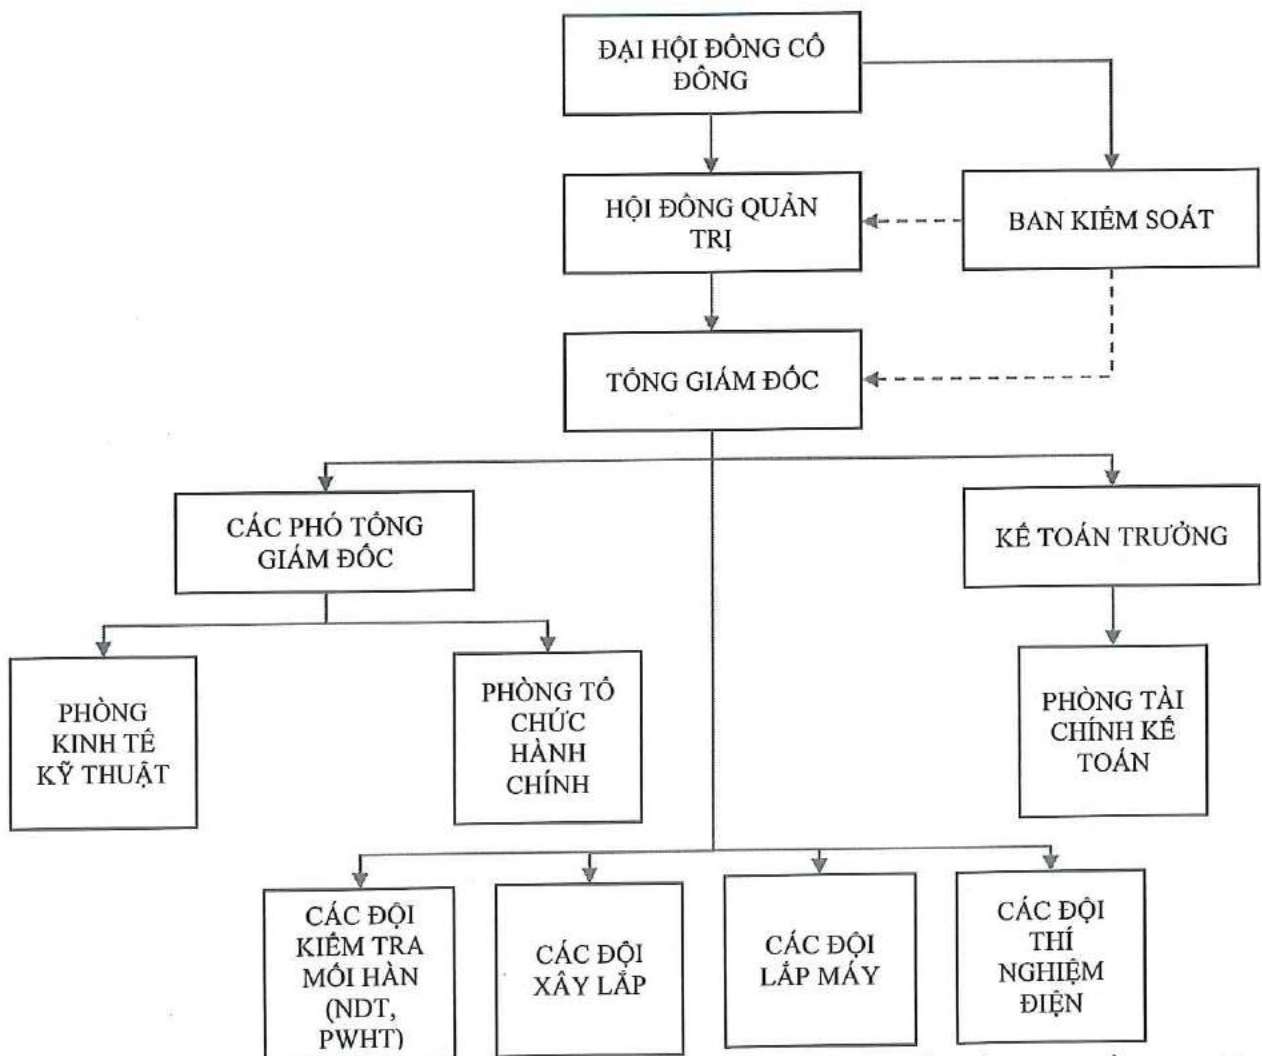 ĐẠI HỘI ĐỒNG CỔ
ĐÔNG
HỘI ĐỒNG QUẢN
TRỊ
BAN KIỂM SOÁT
TỔNG GIÁM ĐỐC
CÁC PHÓ TỔNG
GIÁM ĐỐC
KẾ TOÁN TRƯỞNG
PHÒNG
KINH TẾ
KỸ THUẬT
PHÒNG TỔ
CHỨC
HÀNH
CHÍNH
PHÒNG TÀI
CHÍNH KẾ
TOÁN
CÁC ĐỘI
KIỂM TRA
MỐI HÀN
(NDT,
PWHT)
CÁC ĐỘI
XÂY LẮP
CÁC ĐỘI
LẮP MÁY
CÁC ĐỘI
THÍ
NGHIỆM
ĐIỆN